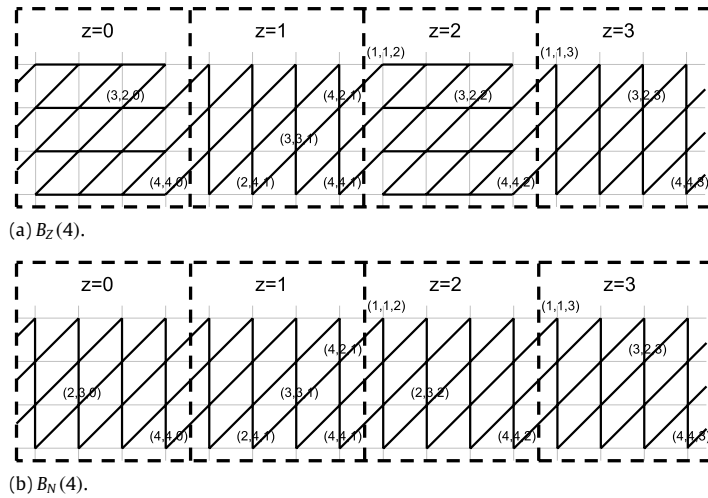 z=0 z=1 z=2 z=3
(1,1,2) (1,1,3)
(3,2,0) (4,2,1) (3,2,2) (3,2,3)
(3,3,1)
(4,4,0) (2,4,1) (4,4,1) (4,4,2) (4,4,3)
(a) B_Z(4).
z=0 z=1 z=2 z=3
(1,1,2) (1,1,3)
(4,2,1) (3,2,3)
(2,3,0) (3,3,1) (2,3,2)
(4,4,0) (2,4,1) (4,4,1) (4,4,2) (4,4,3)
(b) B_N(4).